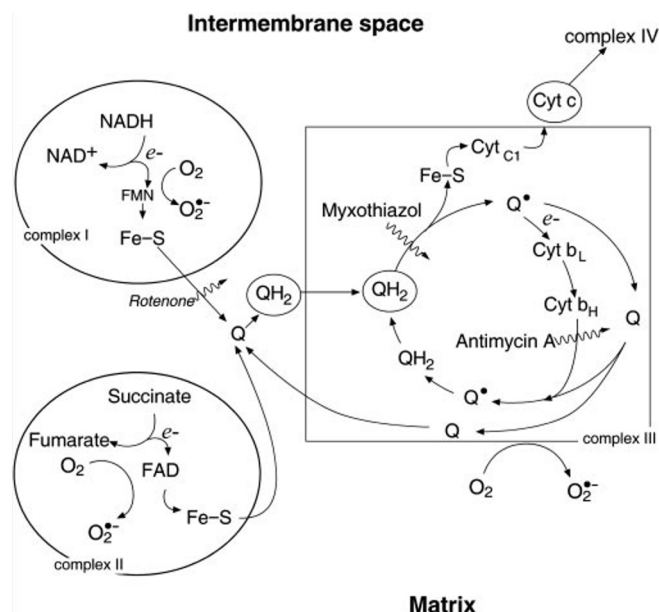 Intermembrane space
complex IV
Cyt c
NADH
NAD+
e-
O2
FMN
O2•-
Fe–S
complex I
Rotenone
Cyt C1
Fe–S
Myxothiazol
Q•
e-
Cyt bL
QH2
QH2
Cyt bH
Q
Q
Antimycin A
QH2
Q•
Q
complex III
Succinate
Fumarate
e-
O2
FAD
O2•-
Fe–S
complex II
O2
O2•-
Matrix